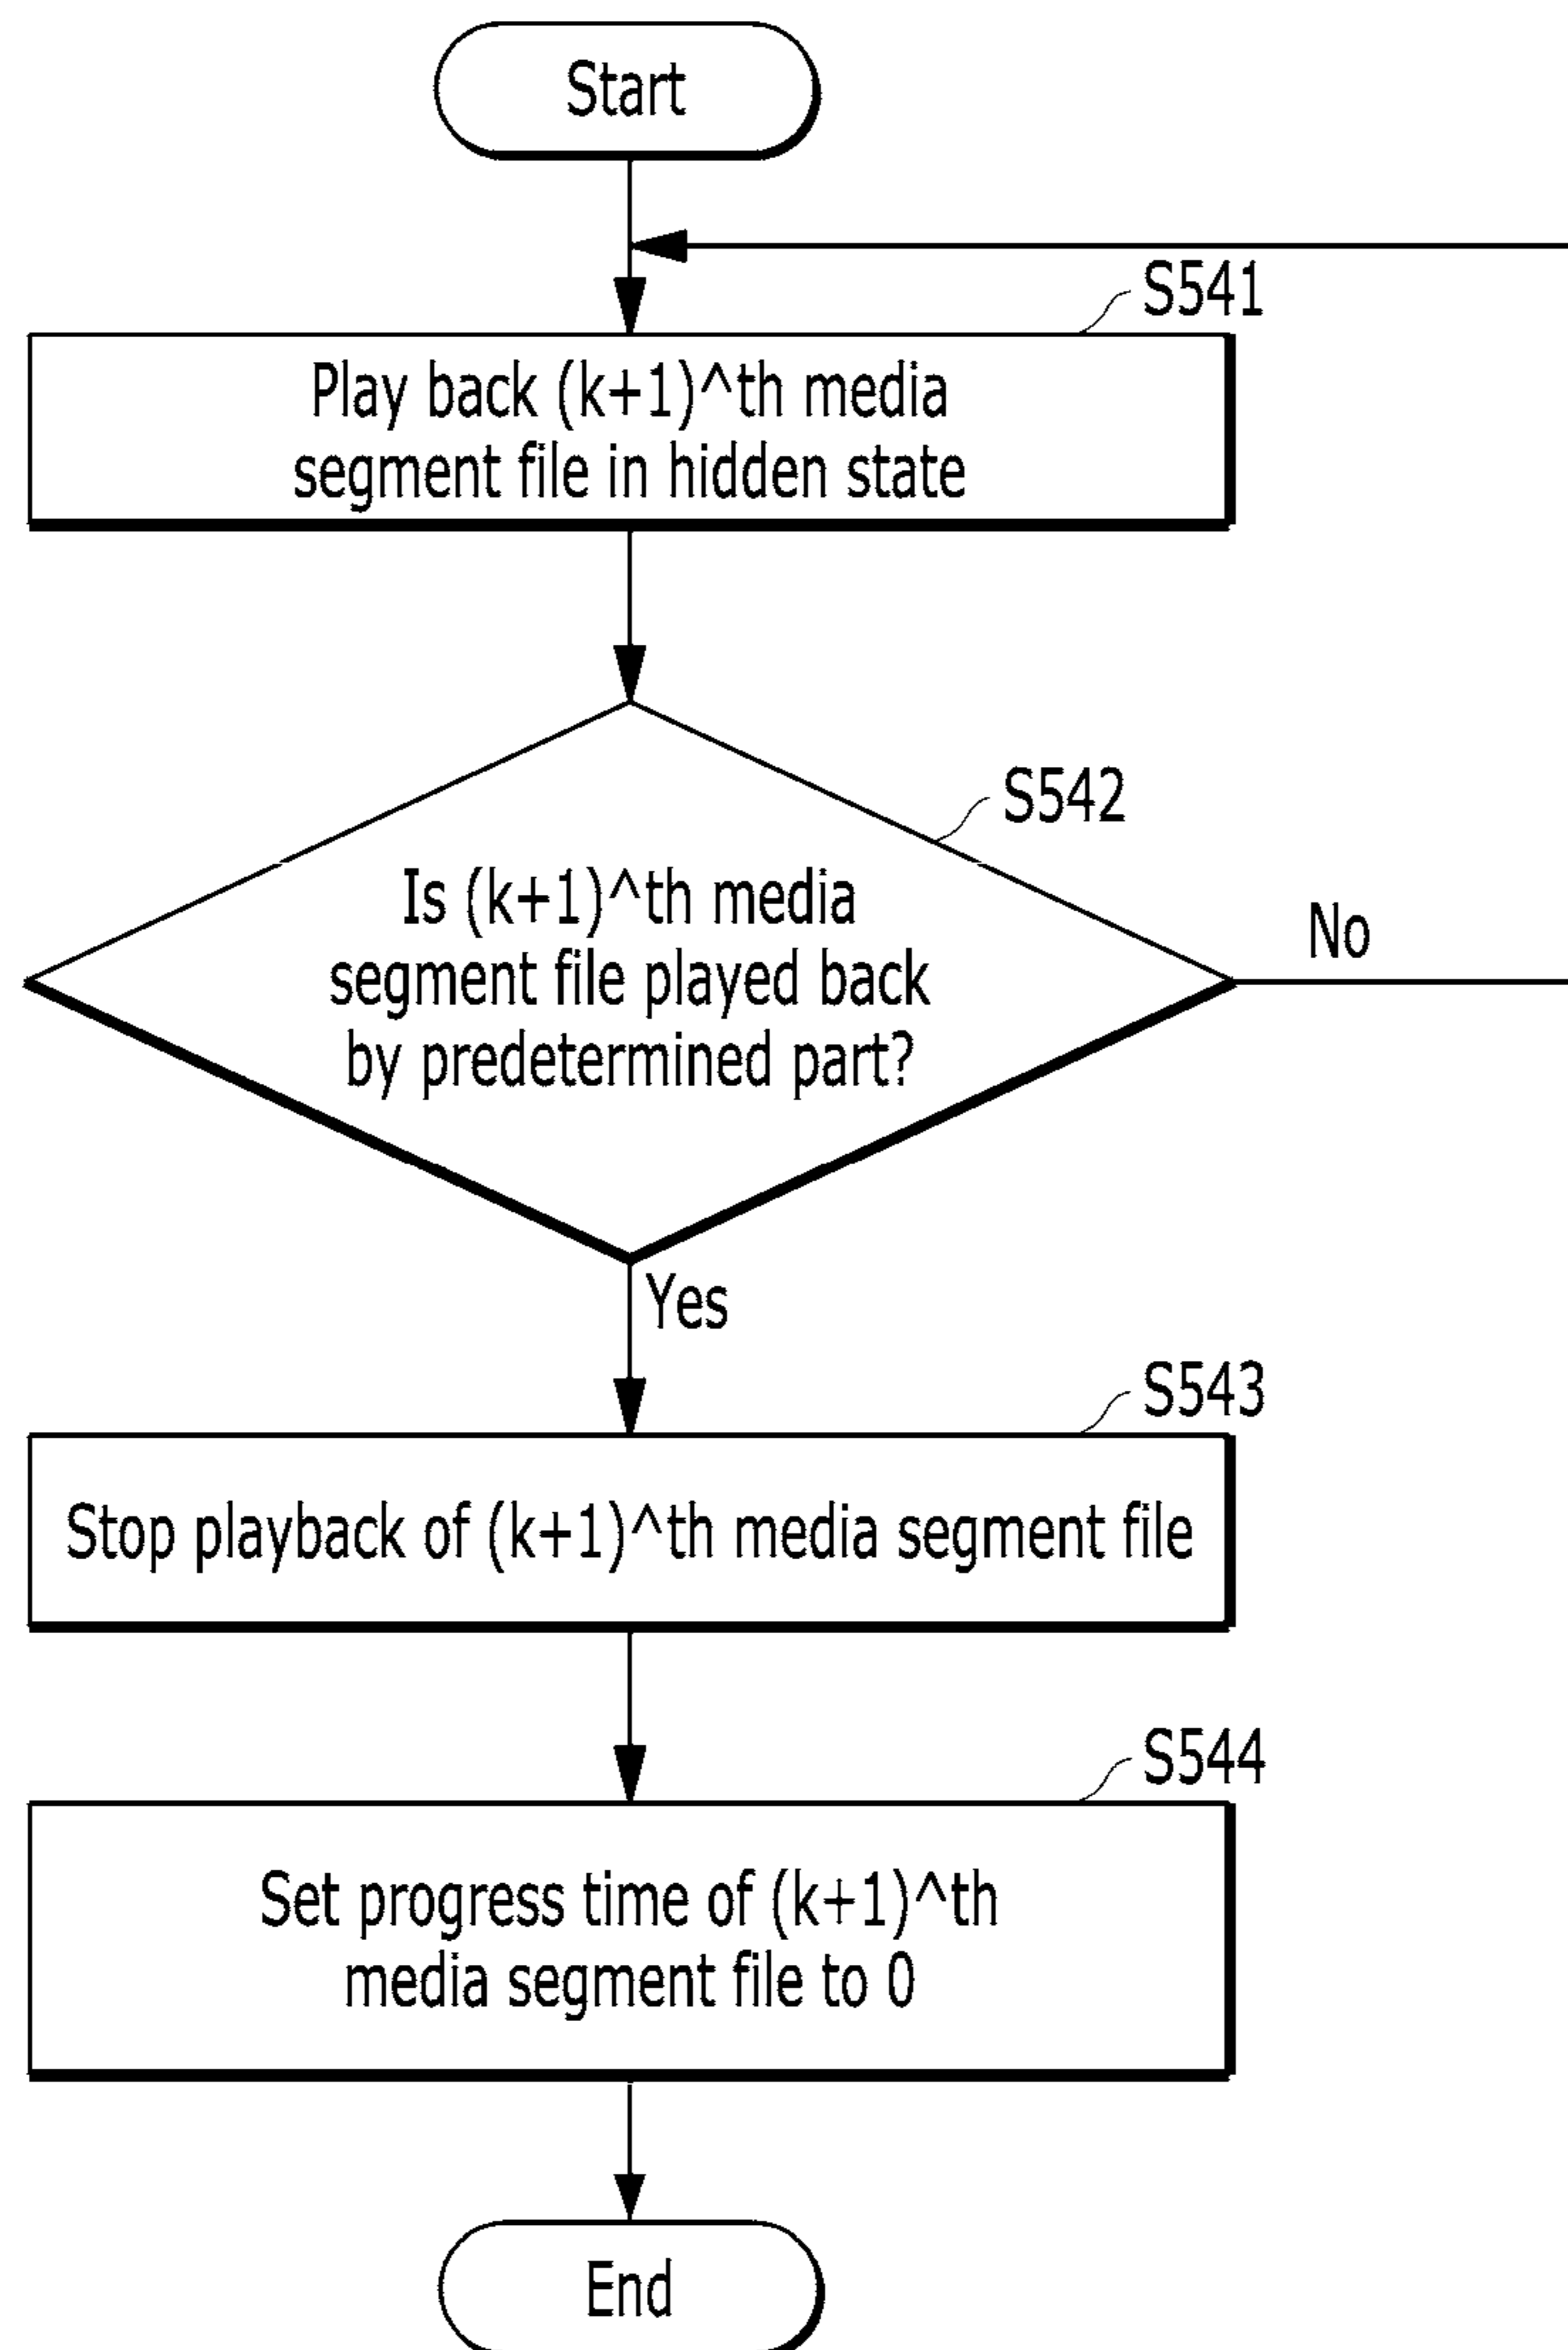 Start
S541
Play back (k+1)^th media
segment file in hidden state
S542
Is (k+1)^th media
segment file played back
by predetermined part?
No
Yes
S543
Stop playback of (k+1)^th media segment file
S544
Set progress time of (k+1)^th
media segment file to 0
End